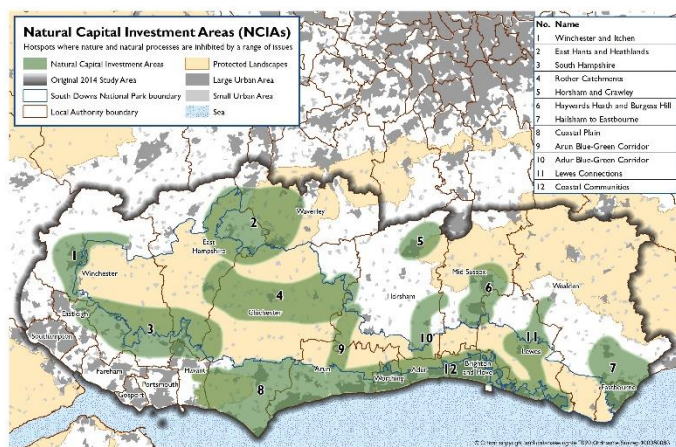 Natural Capital Investment Areas (NCIAs)
Hotspots where nature and natural processes are inhibited by a range of issues
Natural Capital Investment Areas
Protected Landscapes
Original 2014 Study Area
Large Urban Area
South Downs National Park boundary
Small Urban Area
Local Authority boundary
Sea
No. Name
1 Winchester and Itchen
2 East Hants and Heathlands
3 South Hampshire
4 Rother Catchments
5 Horsham and Crawley
6 Haywards Heath and Burgess Hill
7 Hailsham to Eastbourne
8 Coastal Plain
9 Arun Blue-Green Corridor
10 Adur Blue-Green Corridor
11 Lewes Connections
12 Coastal Communities
Waverley
2
East
Hampshire
5
1
Winchester
Mid Sussex
6
Wealden
4
Horsham
Chichester
Eastleigh
3
Southampton
10
11
Lewes
9
Fareham
Havant
Portsmouth
Gosport
8
Arun
Worthing
Adur
12
Brighton
and Hove
7
Eastbourne